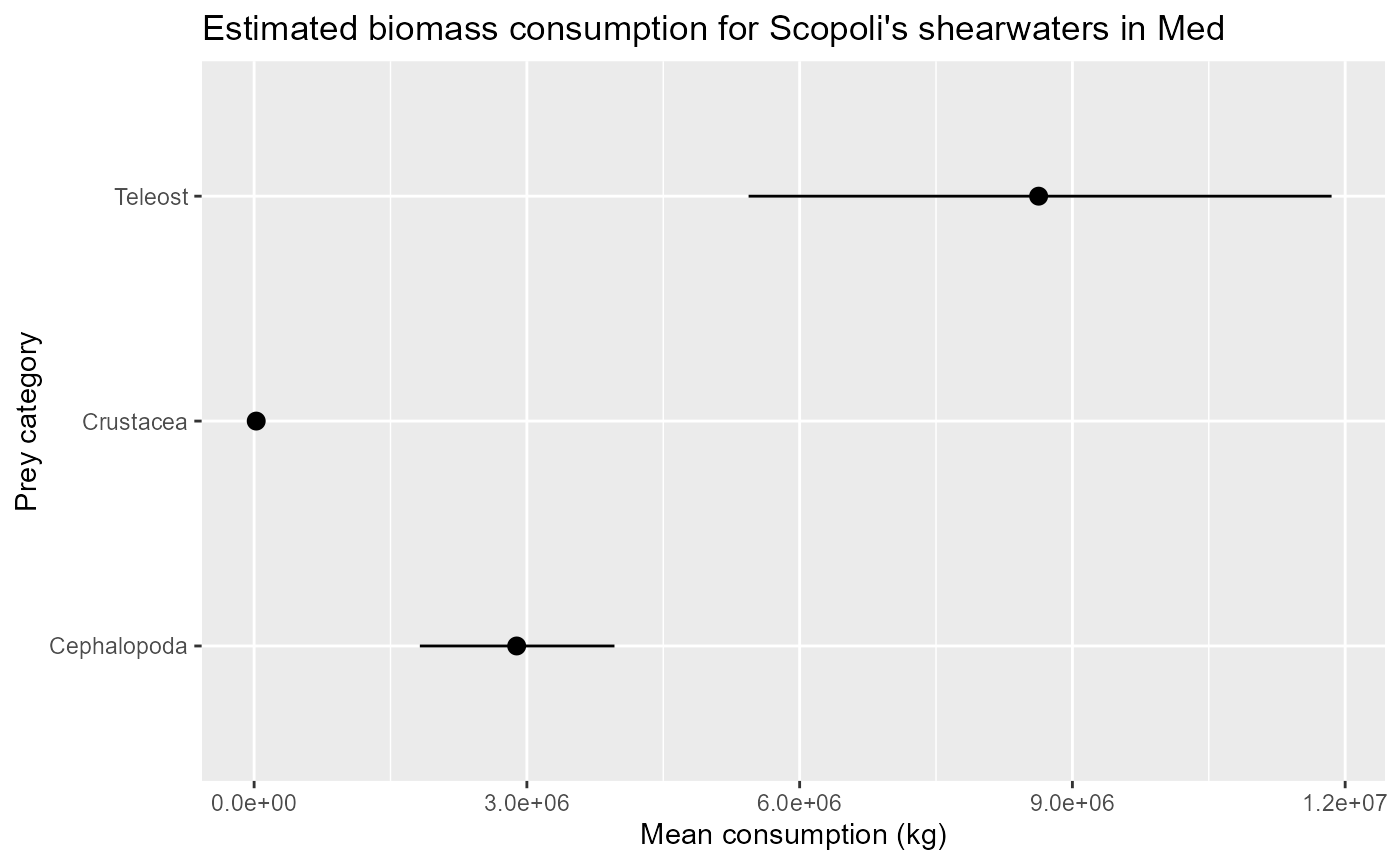 Estimated biomass consumption for Scopoli's shearwaters in Med
Prey category
Teleost
Crustacea
Cephalopoda
0.0e+00 3.0e+06 6.0e+06 9.0e+06 1.2e+07
Mean consumption (kg)